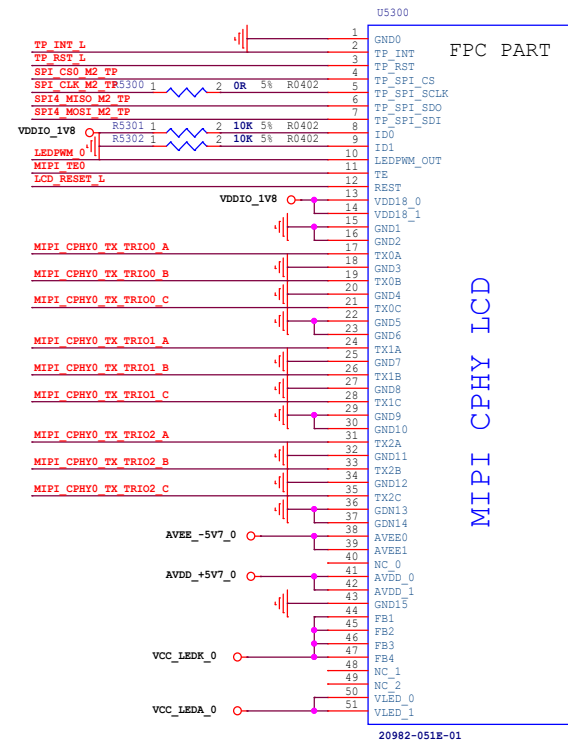 U5300
FPC PART
1 GND0
TP_INT_L 2 TP_INT
TP_RST_L 3 TP_RST
SPI_CS0_M2_TP 4 TP_SPI_CS
SPI_CLK_M2_TP R5300 1 2 0R 5% R0402 5 TP_SPI_SCLK
SPI4_MISO_M2_TP 6 TP_SPI_SDO
SPI4_MOSI_M2_TP 7 TP_SPI_SDI
VDDIO_1V8 R5301 1 2 10K 5% R0402 8 ID0
R5302 1 2 10K 5% R0402 9 ID1
LEDPWM_0 10 LEDPWM_OUT
MIPI_TE0 11 TE
LCD_RESET_L 12 REST
VDDIO_1V8 13 VDD18_0
14 VDD18_1
15 GND1
16 GND2
MIPI_CPHY0_TX_TRIO0_A 17 TX0A
18 GND3
MIPI_CPHY0_TX_TRIO0_B 19 TX0B
20 GND4
MIPI_CPHY0_TX_TRIO0_C 21 TX0C
22 GND5
23 GND6
MIPI_CPHY0_TX_TRIO1_A 24 TX1A
25 GND7
MIPI_CPHY0_TX_TRIO1_B 26 TX1B
27 GND8
MIPI_CPHY0_TX_TRIO1_C 28 TX1C
29 GND9
30 GND10
MIPI_CPHY0_TX_TRIO2_A 31 TX2A
32 GND11
MIPI_CPHY0_TX_TRIO2_B 33 TX2B
34 GND12
MIPI_CPHY0_TX_TRIO2_C 35 TX2C
36 GDN13
37 GDN14
AVEE_-5V7_0 38 AVEE0
39 AVEE1
40 NC_0
AVDD_+5V7_0 41 AVDD_0
42 AVDD_1
43 GND15
44 FB1
45 FB2
46 FB3
VCC_LEDK_0 47 FB4
48 NC_1
49 NC_2
50 VLED_0
VCC_LEDA_0 51 VLED_1
MIPI CPHY LCD
20982-051E-01